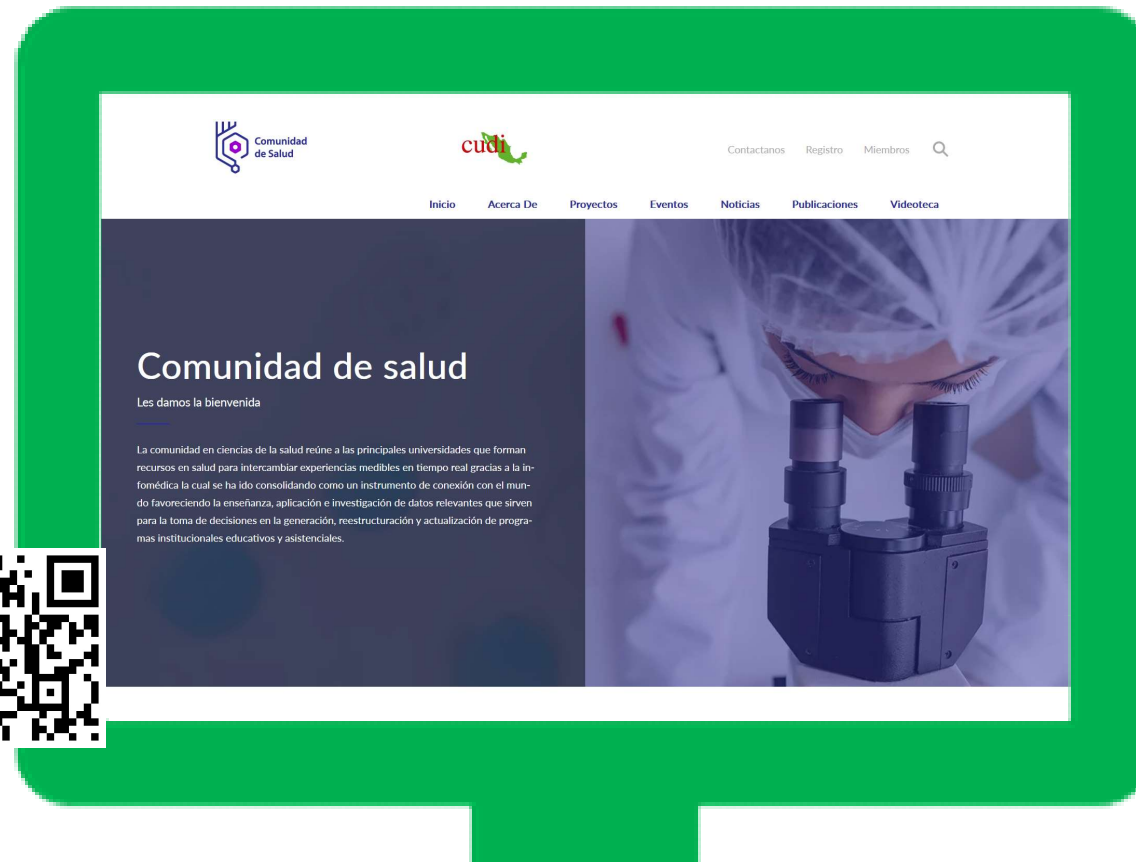 Comunidad
de Salud
cudi
Contactanos Registro Miembros
Inicio Acerca De Proyectos Eventos Noticias Publicaciones Videoteca
Comunidad de salud
Les damos la bienvenida
La comunidad en ciencias de la salud reúne a las principales universidades que forman
recursos en salud para intercambiar experiencias medibles en tiempo real gracias a la in-
fomédica la cual se ha ido consolidando como un instrumento de conexión con el mun-
do favoreciendo la enseñanza, aplicación e investigación de datos relevantes que sirven
para la toma de decisiones en la generación, reestructuración y actualización de progra-
mas institucionales educativos y asistenciales.